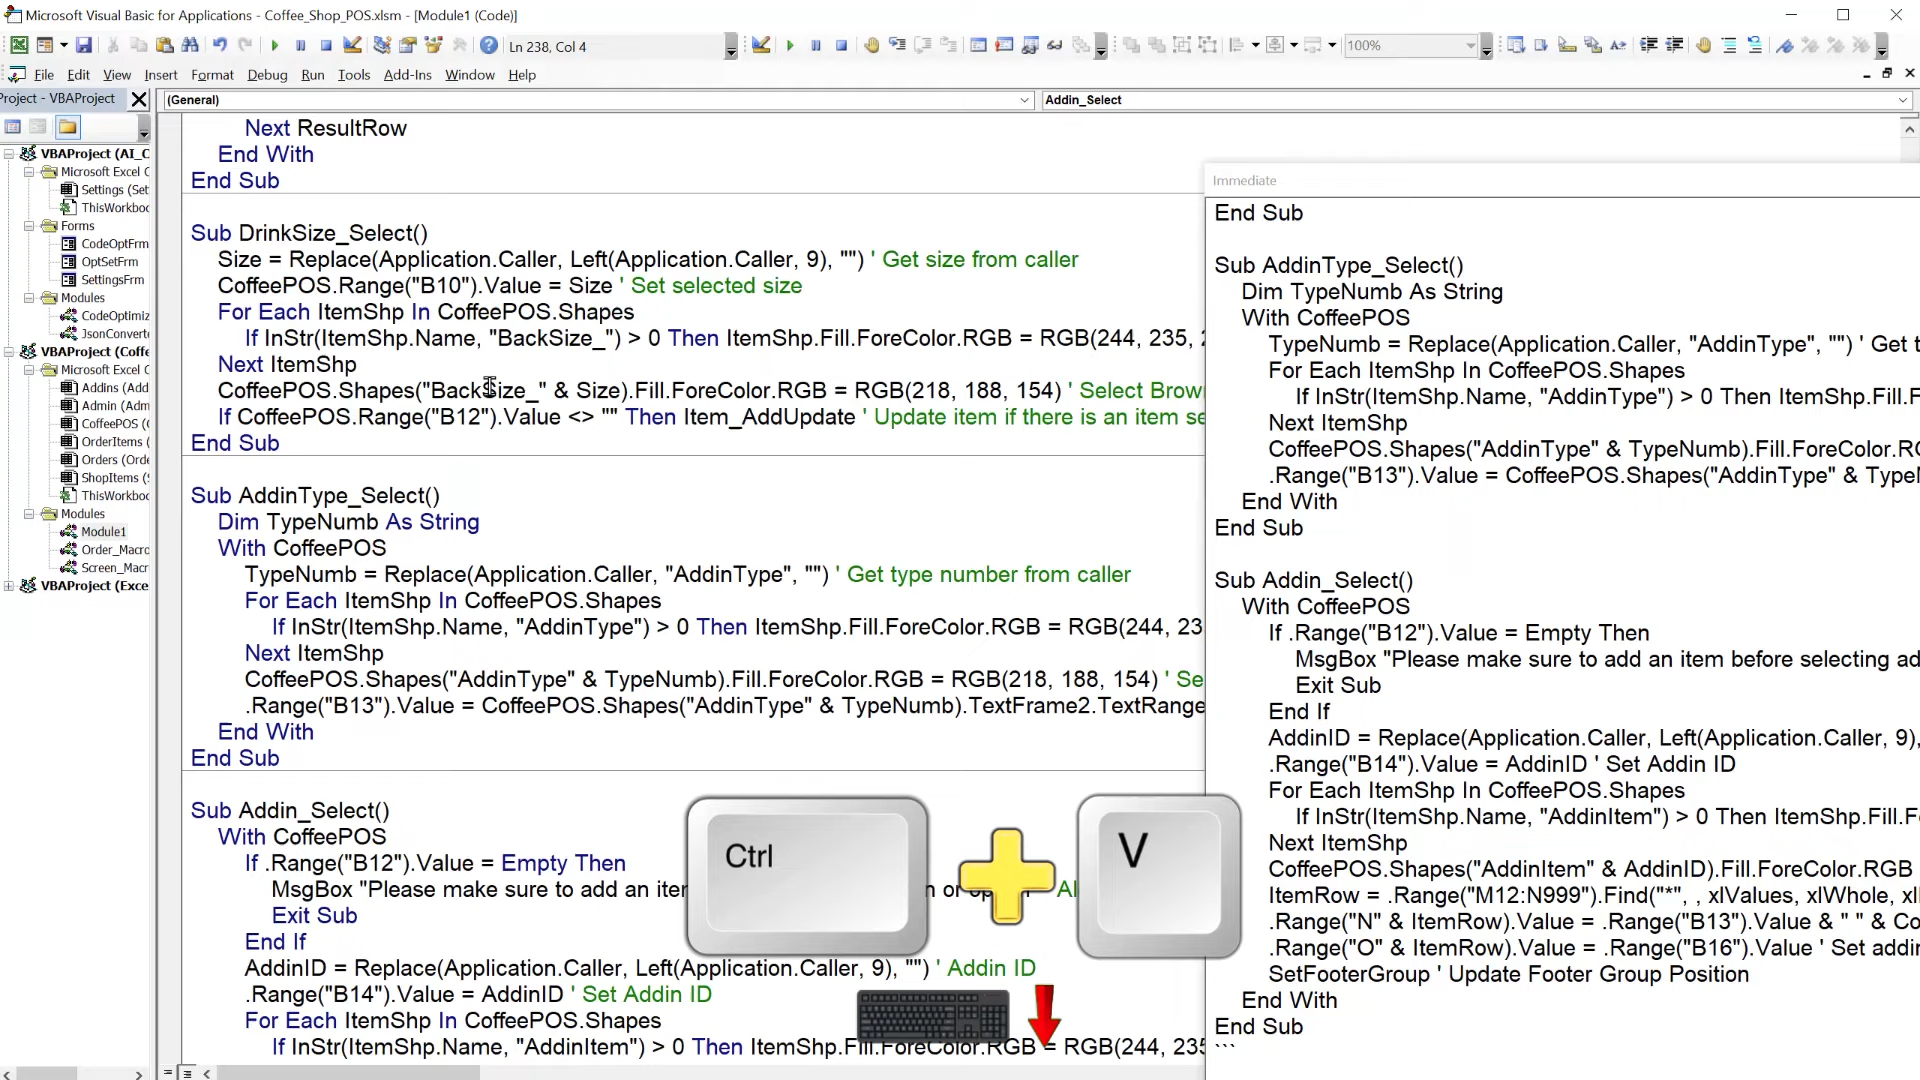 Microsoft Visual Basic for Applications - Coffee_Shop_POS.xlsm - [Module1 (Code)]
Ln 238, Col 4
100%
File Edit View Insert Format Debug Run Tools Add-Ins Window Help
Project - VBAProject
(General)
Addin_Select
VBAProject (AI_C
Microsoft Excel O
Settings (Set
ThisWorkboo
Forms
CodeOptFrm
OptSetFrm
SettingsFrm
Modules
CodeOptimiz
JsonConverte
VBAProject (Coffe
Microsoft Excel O
Addins (Add
Admin (Adm
CoffeePOS (
OrderItems (
Orders (Orde
ShopItems (
ThisWorkboo
Modules
Module1
Order_Macro
Screen_Macr
VBAProject (Exce
Next ResultRow
End With
End Sub
Sub DrinkSize_Select()
Size = Replace(Application.Caller, Left(Application.Caller, 9), "") ' Get size from caller
CoffeePOS.Range("B10").Value = Size ' Set selected size
For Each ItemShp In CoffeePOS.Shapes
If InStr(ItemShp.Name, "BackSize_") > 0 Then ItemShp.Fill.ForeColor.RGB = RGB(244, 235, 2
Next ItemShp
CoffeePOS.Shapes("BackSize_" & Size).Fill.ForeColor.RGB = RGB(218, 188, 154) ' Select Brow
If CoffeePOS.Range("B12").Value <> "" Then Item_AddUpdate ' Update item if there is an item se
End Sub
Sub AddinType_Select()
Dim TypeNumb As String
With CoffeePOS
TypeNumb = Replace(Application.Caller, "AddinType", "") ' Get type number from caller
For Each ItemShp In CoffeePOS.Shapes
If InStr(ItemShp.Name, "AddinType") > 0 Then ItemShp.Fill.ForeColor.RGB = RGB(244, 23
Next ItemShp
CoffeePOS.Shapes("AddinType" & TypeNumb).Fill.ForeColor.RGB = RGB(218, 188, 154) ' Se
.Range("B13").Value = CoffeePOS.Shapes("AddinType" & TypeNumb).TextFrame2.TextRange
End With
End Sub
Sub Addin_Select()
With CoffeePOS
If .Range("B12").Value = Empty Then
MsgBox "Please make sure to add an iter
Exit Sub
End If
AddinID = Replace(Application.Caller, Left(Application.Caller, 9), "") ' Addin ID
.Range("B14").Value = AddinID ' Set Addin ID
For Each ItemShp In CoffeePOS.Shapes
If InStr(ItemShp.Name, "AddinItem") > 0 Then ItemShp.Fill.ForeColor.RGB = RGB(244, 235
Ctrl
V
Immediate
End Sub
Sub AddinType_Select()
Dim TypeNumb As String
With CoffeePOS
TypeNumb = Replace(Application.Caller, "AddinType", "") ' Get t
For Each ItemShp In CoffeePOS.Shapes
If InStr(ItemShp.Name, "AddinType") > 0 Then ItemShp.Fill.F
Next ItemShp
CoffeePOS.Shapes("AddinType" & TypeNumb).Fill.ForeColor.RG
.Range("B13").Value = CoffeePOS.Shapes("AddinType" & TypeN
End With
End Sub
Sub Addin_Select()
With CoffeePOS
If .Range("B12").Value = Empty Then
MsgBox "Please make sure to add an item before selecting ad
Exit Sub
End If
AddinID = Replace(Application.Caller, Left(Application.Caller, 9),
.Range("B14").Value = AddinID ' Set Addin ID
For Each ItemShp In CoffeePOS.Shapes
If InStr(ItemShp.Name, "AddinItem") > 0 Then ItemShp.Fill.F
Next ItemShp
CoffeePOS.Shapes("AddinItem" & AddinID).Fill.ForeColor.RGB
ItemRow = .Range("M12:N999").Find("*", , xlValues, xlWhole, xl
.Range("N" & ItemRow).Value = .Range("B13").Value & " " & Co
.Range("O" & ItemRow).Value = .Range("B16").Value ' Set addi
SetFooterGroup ' Update Footer Group Position
End With
End Sub
```